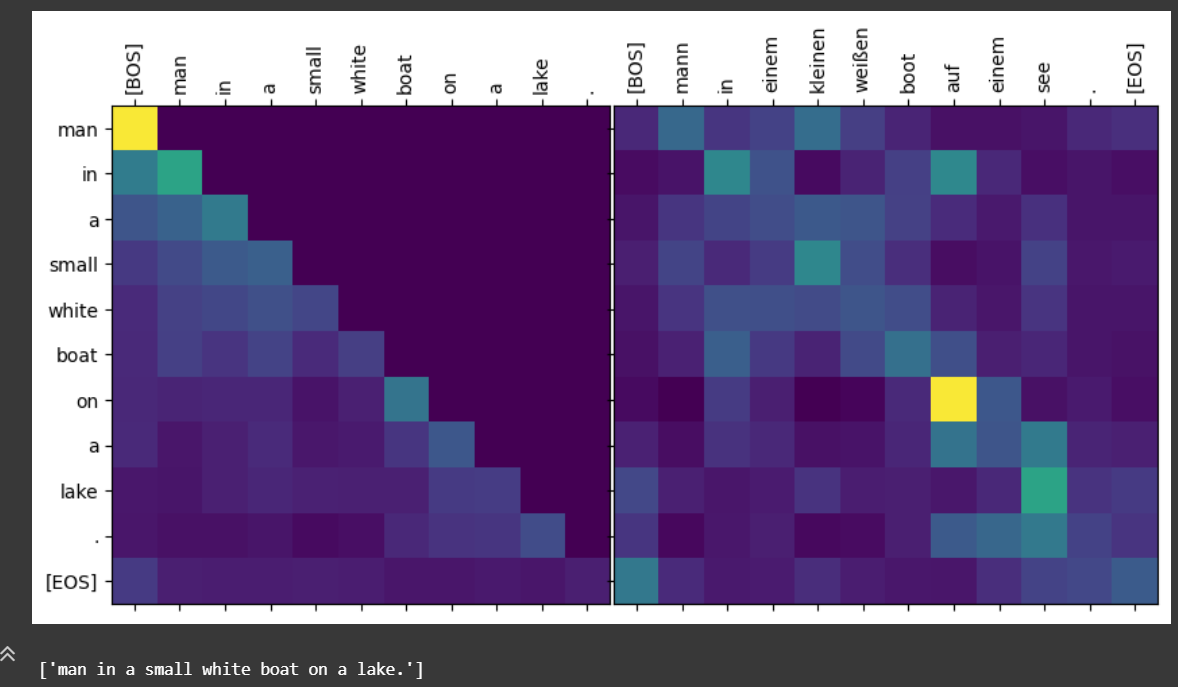 [BOS] man in a small white boat on a lake .
[BOS] mann in einem kleinen weißen boot auf einem see . [EOS]
man
in
a
small
white
boat
on
a
lake
.
[EOS]
['man in a small white boat on a lake.']